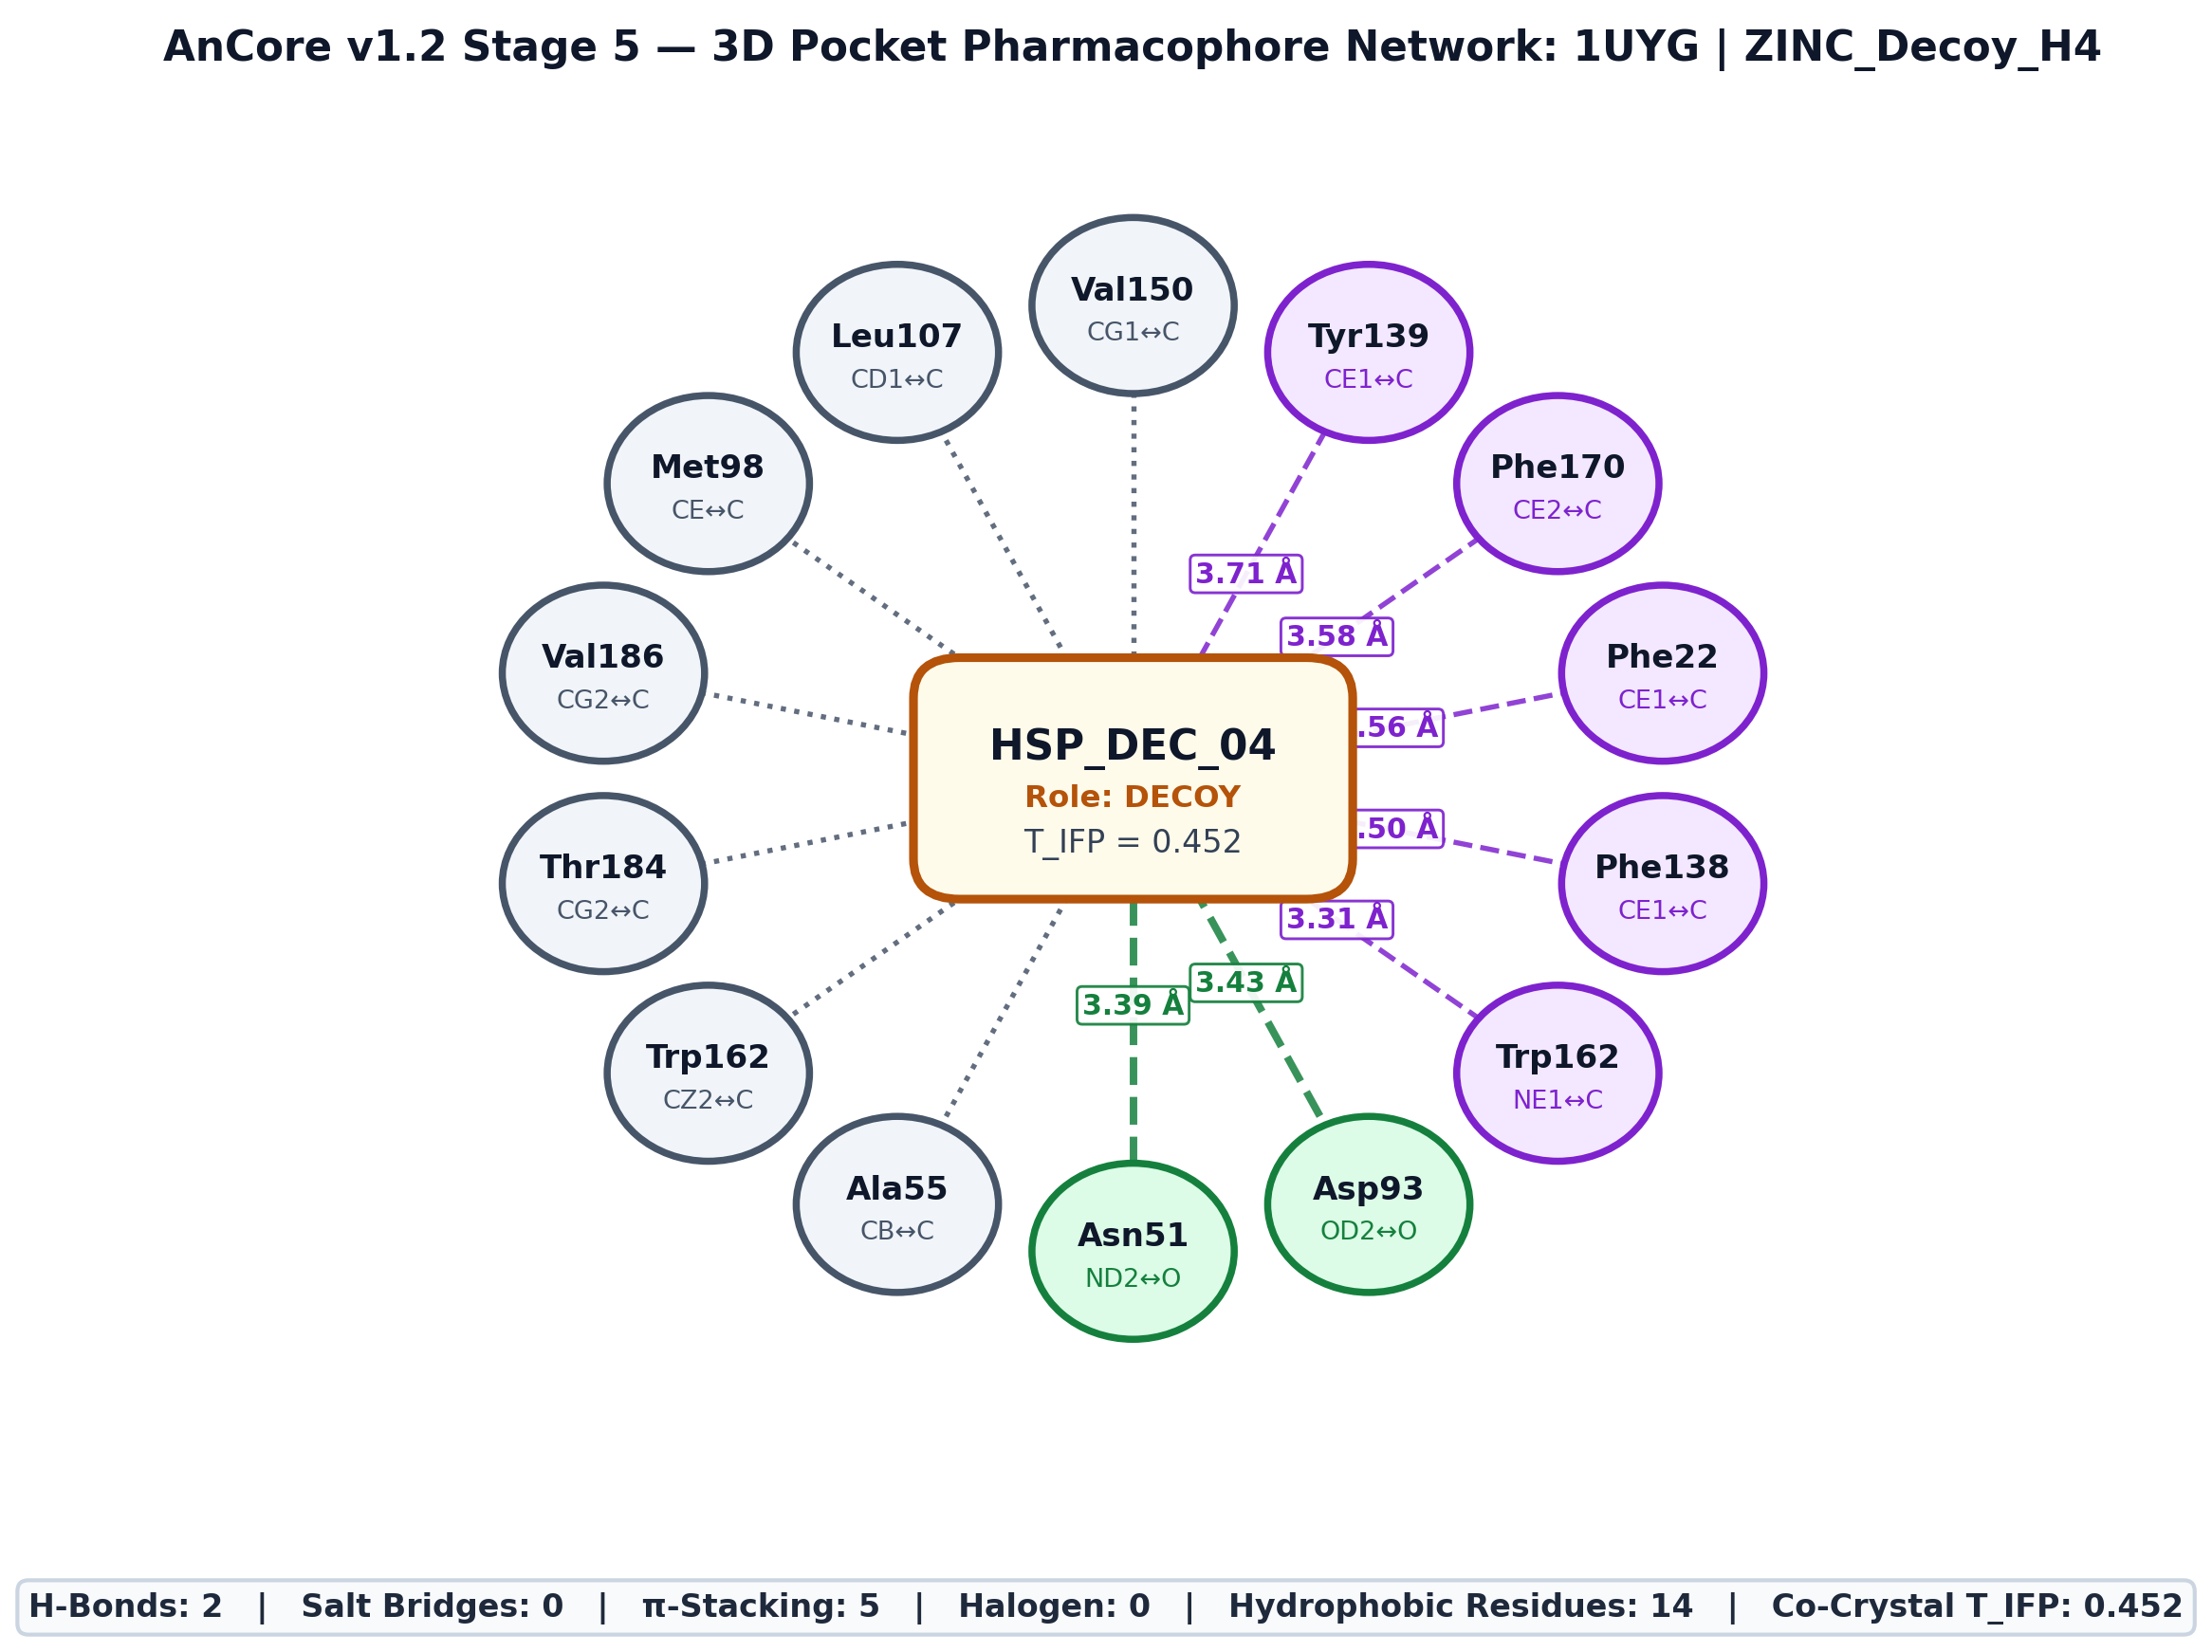 AnCore v1.2 Stage 5 — 3D Pocket Pharmacophore Network: 1UYG | ZINC_Decoy_H4
Val150
CG1↔C
Leu107
CD1↔C
Tyr139
CE1↔C
Met98
CE↔C
Phe170
CE2↔C
3.71 Å
3.58 Å
Val186
CG2↔C
Phe22
CE1↔C
.56 Å
HSP_DEC_04
Role: DECOY
T_IFP = 0.452
.50 Å
Thr184
CG2↔C
Phe138
CE1↔C
3.31 Å
3.43 Å
3.39 Å
Trp162
CZ2↔C
Trp162
NE1↔C
Ala55
CB↔C
Asp93
OD2↔O
Asn51
ND2↔O
H-Bonds: 2 | Salt Bridges: 0 | π-Stacking: 5 | Halogen: 0 | Hydrophobic Residues: 14 | Co-Crystal T_IFP: 0.452